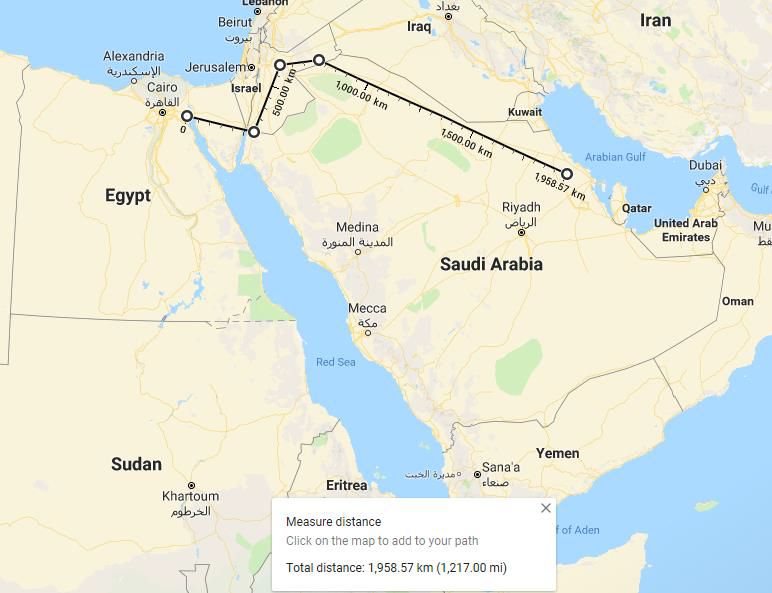 Lebanon
Beirut
بيروت
بغداد
Iraq
Iran
Alexandria
الإسكندرية
Jerusalem
Israel
Cairo
القاهرة
0
500.00 km
1,000.00 km
1,500.00 km
1,958.57 km
Kuwait
Arabian Gulf
Dubai
دبي
Gulf
Egypt
Riyadh
الرياض
Qatar
United Arab
Emirates
Mu
مسقط
Medina
المدينة المنورة
Saudi Arabia
Oman
Mecca
مكة
Red Sea
Sudan
Khartoum
الخرطوم
Eritrea
Yemen
Sana'a
صنعاء
مديرة الخبت
f of Aden
Measure distance
Click on the map to add to your path
Total distance: 1,958.57 km (1,217.00 mi)